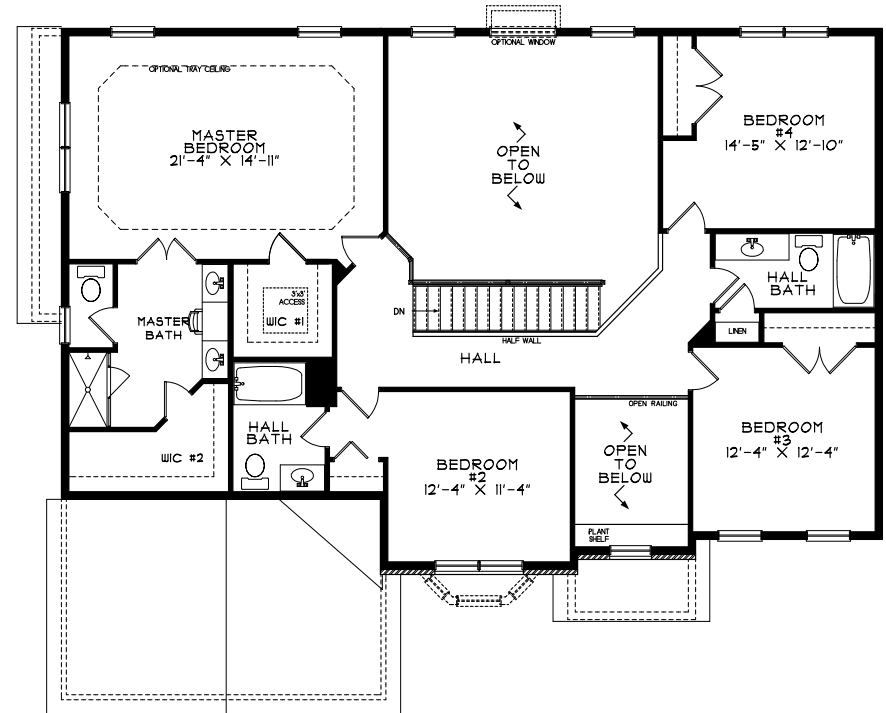 OPTIONAL WINDOW
OPTIONAL TRAY CEILING
MASTER
BEDROOM
21'-4" X 14'-11"
OPEN
TO
BELOW
BEDROOM
#4
14'-5" X 12'-10"
HALL
BATH
3'x3'
ACCESS
WIC #1
MASTER
BATH
DN
HALF WALL
LINEN
HALL
OPEN RAILING
HALL
BATH
WIC #2
BEDROOM
#2
12'-4" X 11'-4"
OPEN
TO
BELOW
BEDROOM
#3
12'-4" X 12'-4"
PLANT
SHELF